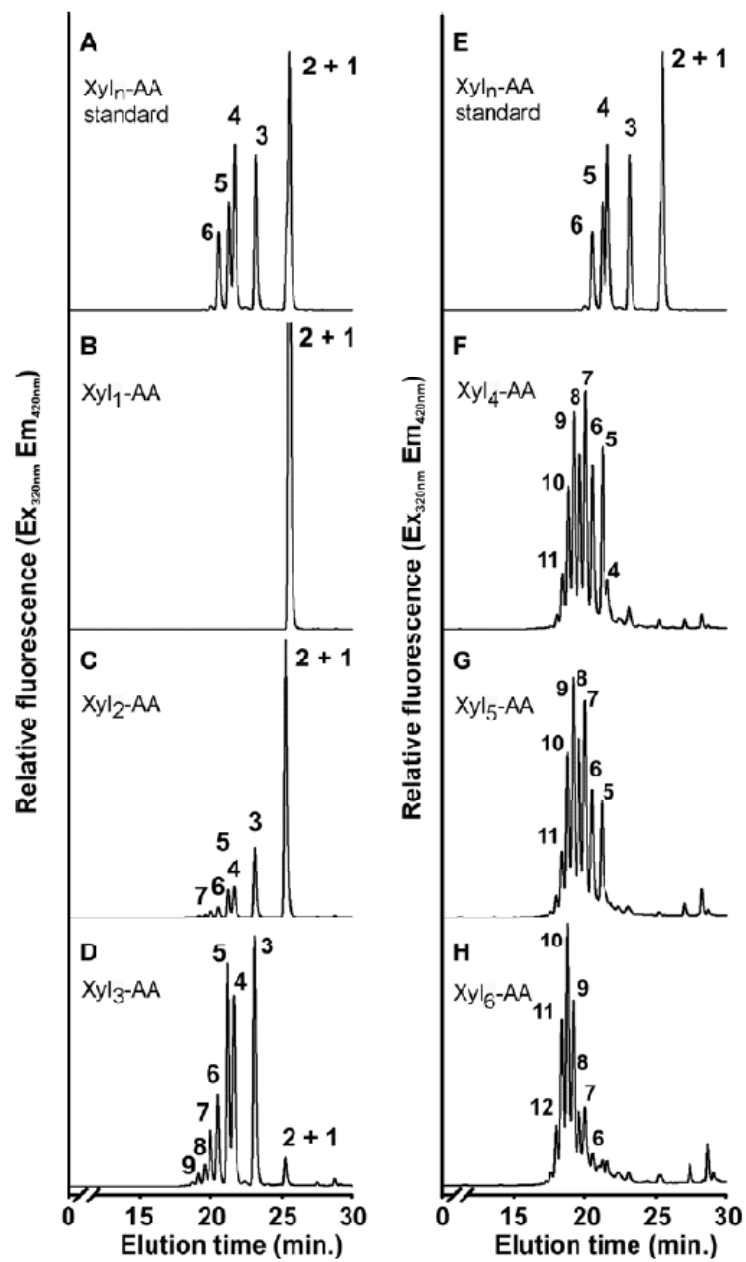 Relative fluorescence (Ex320nm Em420nm)
A
Xyln-AA
standard
6
5
4
3
2 + 1
B
Xyl1-AA
2 + 1
C
Xyl2-AA
7
6
5
4
3
2 + 1
D
Xyl3-AA
9
8
7
6
5
4
3
2 + 1
0 15 20 25 30
Elution time (min.)
Relative fluorescence (Ex320nm Em420nm)
E
Xyln-AA
standard
6
5
4
3
2 + 1
F
Xyl4-AA
11
10
9
8
7
6
5
4
G
Xyl5-AA
11
10
9
8
7
6
5
H
Xyl6-AA
12
11
10
9
8
7
6
0 15 20 25 30
Elution time (min.)